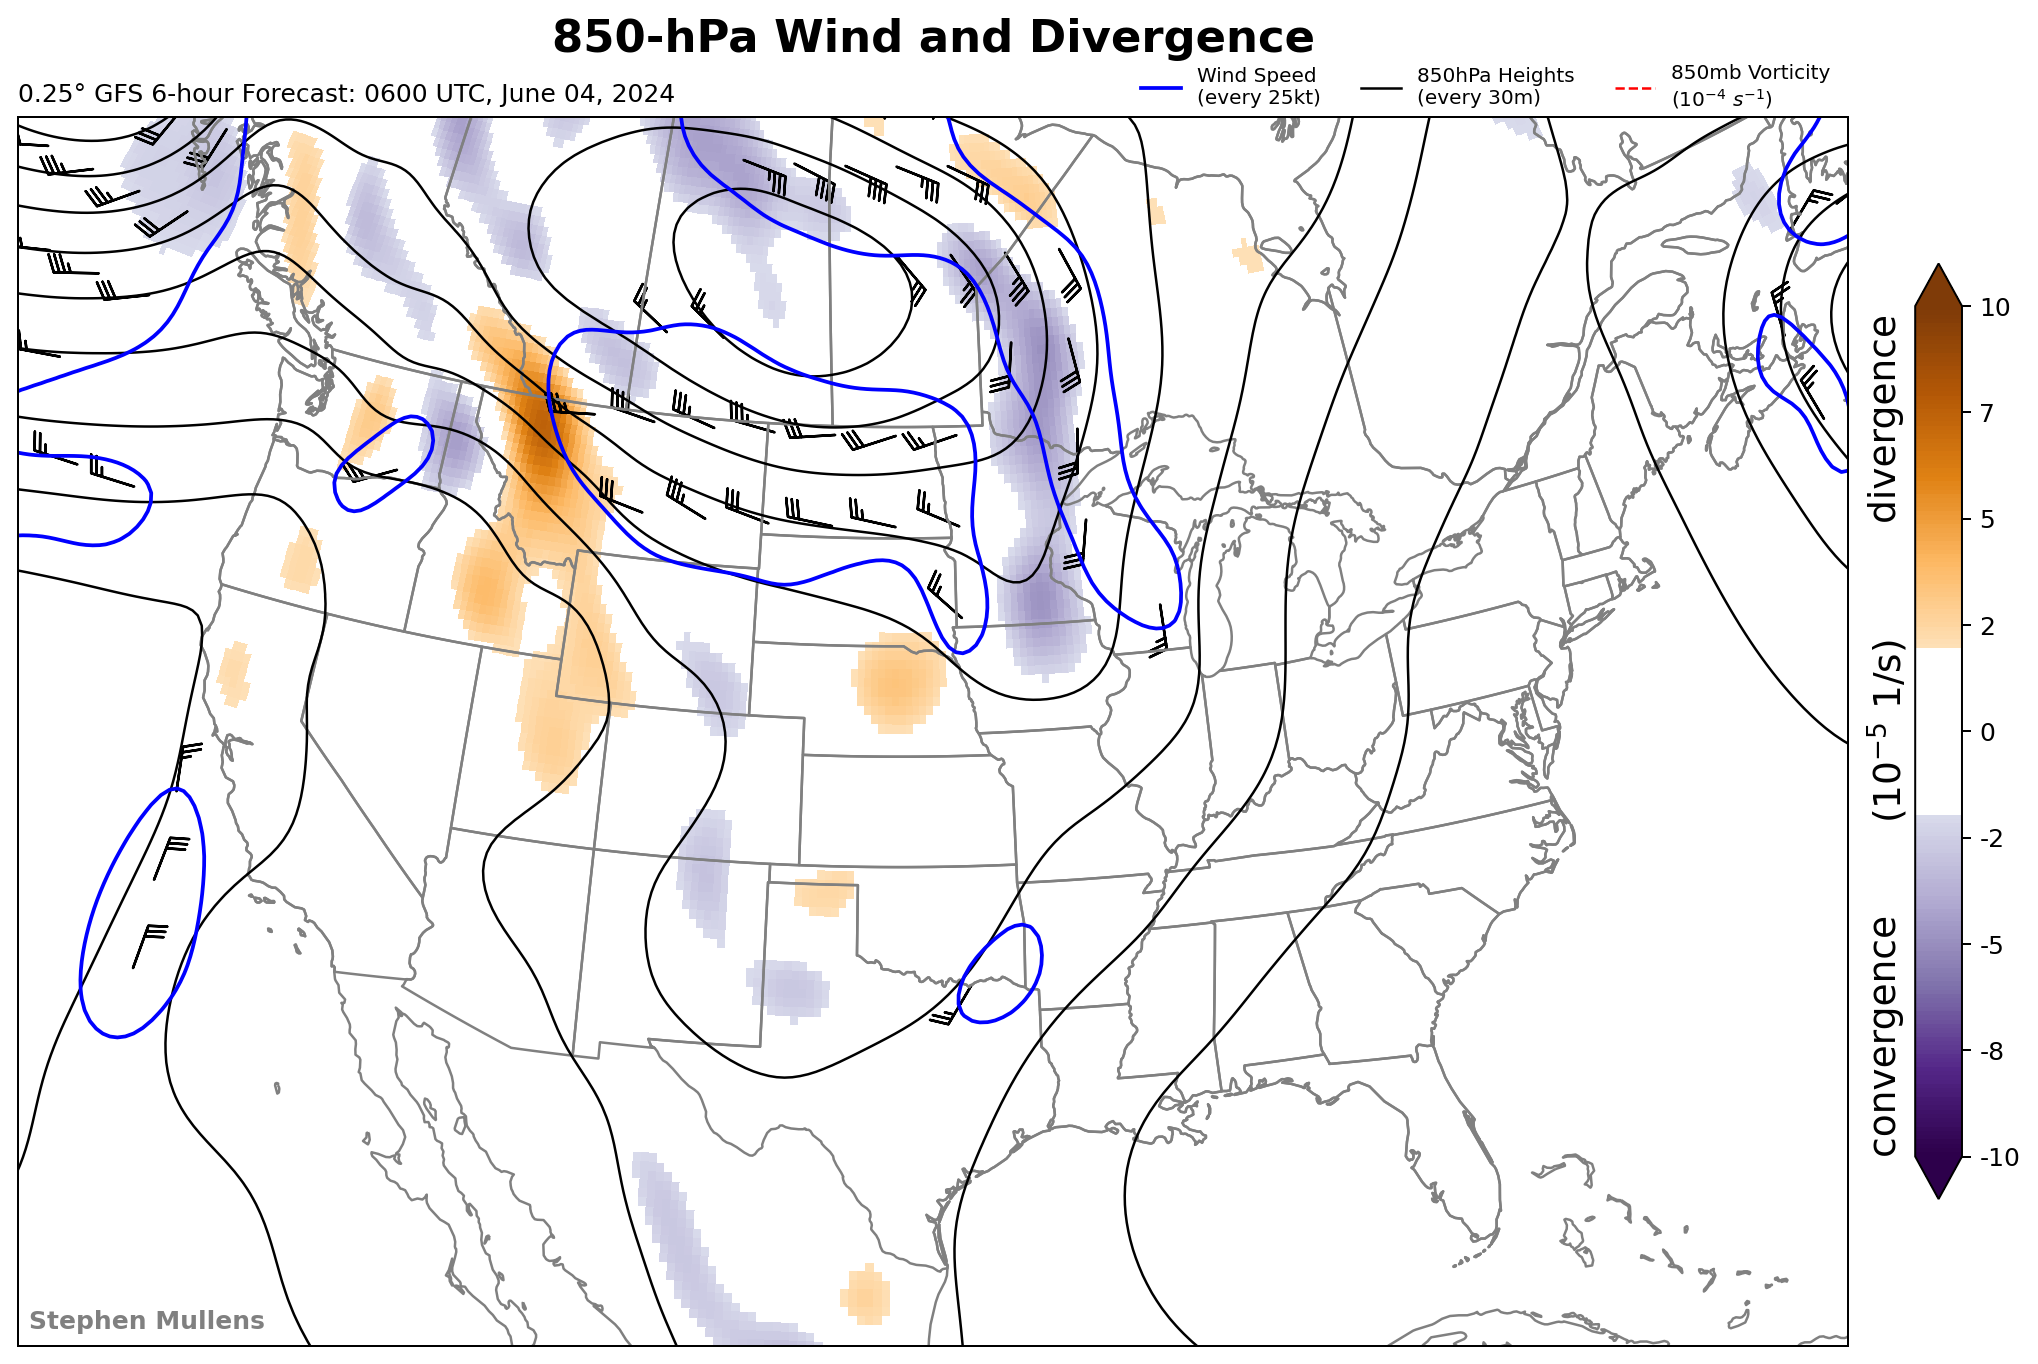 850-hPa Wind and Divergence
0.25° GFS 6-hour Forecast: 0600 UTC, June 04, 2024
Wind Speed
(every 25kt)
850hPa Heights
(every 30m)
850mb Vorticity
(10⁻⁴ s⁻¹)
10
7
5
2
0
-2
-5
-8
-10
convergence (10⁻⁵ 1/s) divergence
Stephen Mullens